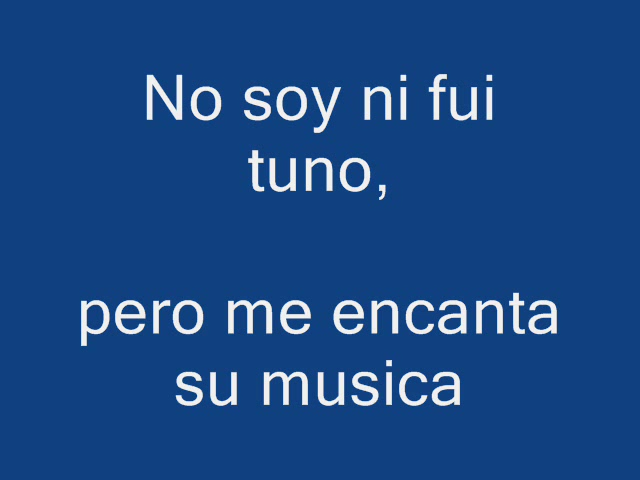 No soy ni fui
tuno,
pero me encanta
su musica